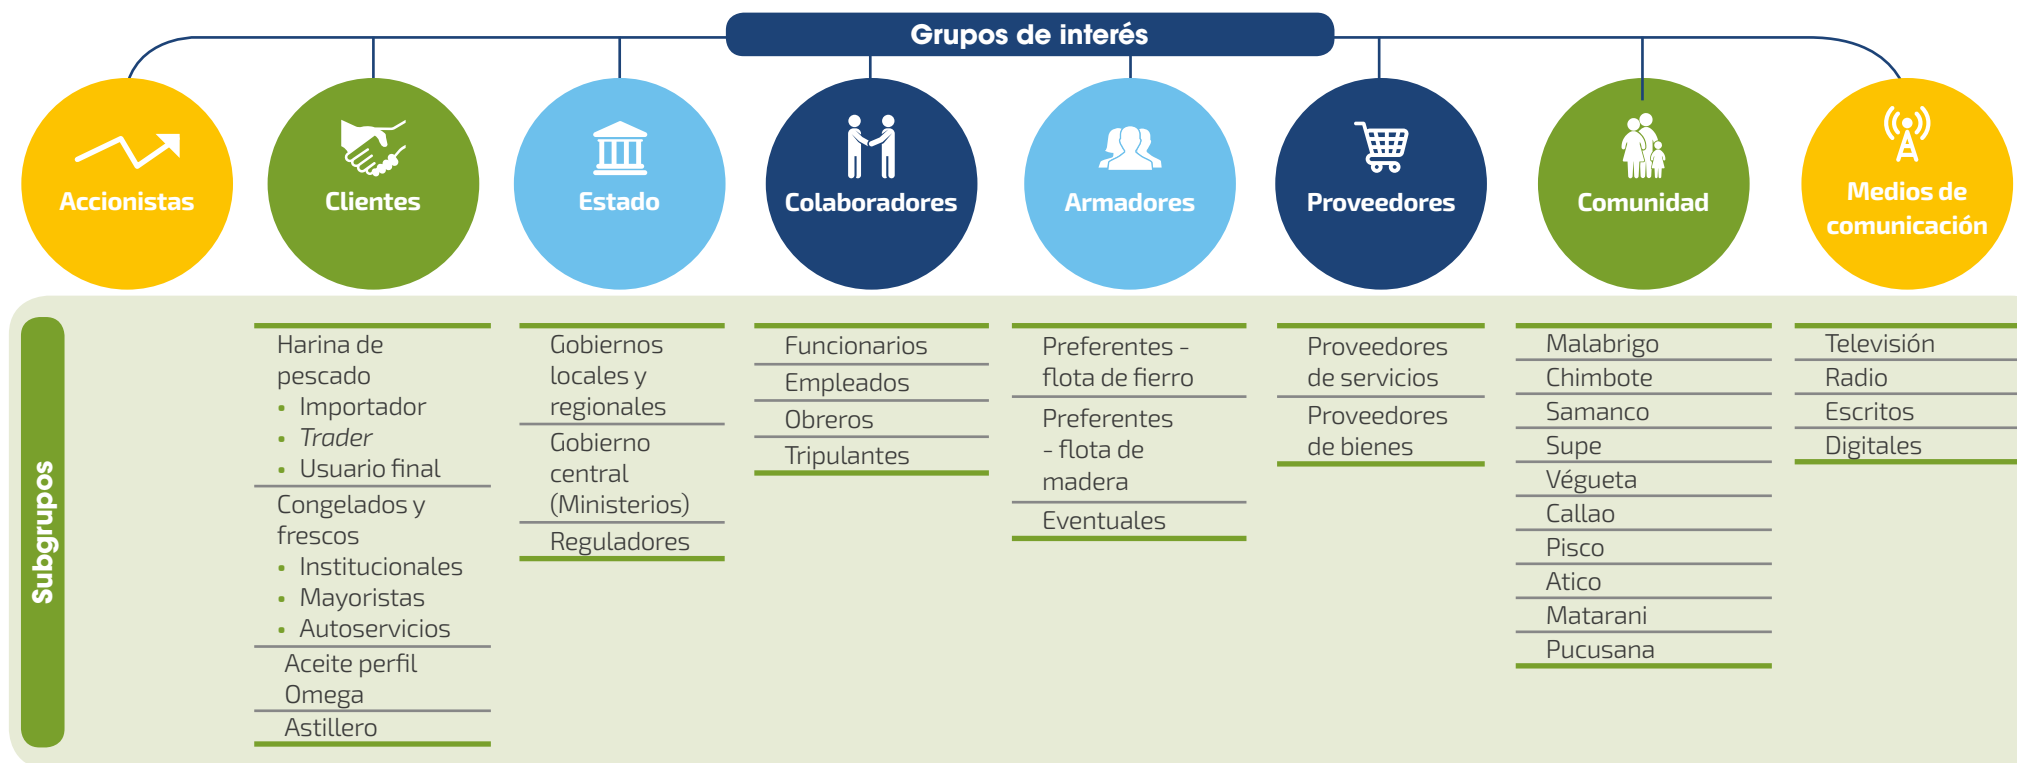 Grupos de interés
Accionistas
Clientes
Estado
Colaboradores
Armadores
Proveedores
Comunidad
Medios de
comunicación
Subgrupos
Harina de
pescado
• Importador
• Trader
• Usuario final
Congelados y
frescos
• Institucionales
• Mayoristas
• Autoservicios
Aceite perfil
Omega
Astillero
Gobiernos
locales y
regionales
Gobierno
central
(Ministerios)
Reguladores
Funcionarios
Empleados
Obreros
Tripulantes
Preferentes -
flota de fierro
Preferentes
- flota de
madera
Eventuales
Proveedores
de servicios
Proveedores
de bienes
Malabrigo
Chimbote
Samanco
Supe
Végueta
Callao
Pisco
Atico
Matarani
Pucusana
Televisión
Radio
Escritos
Digitales